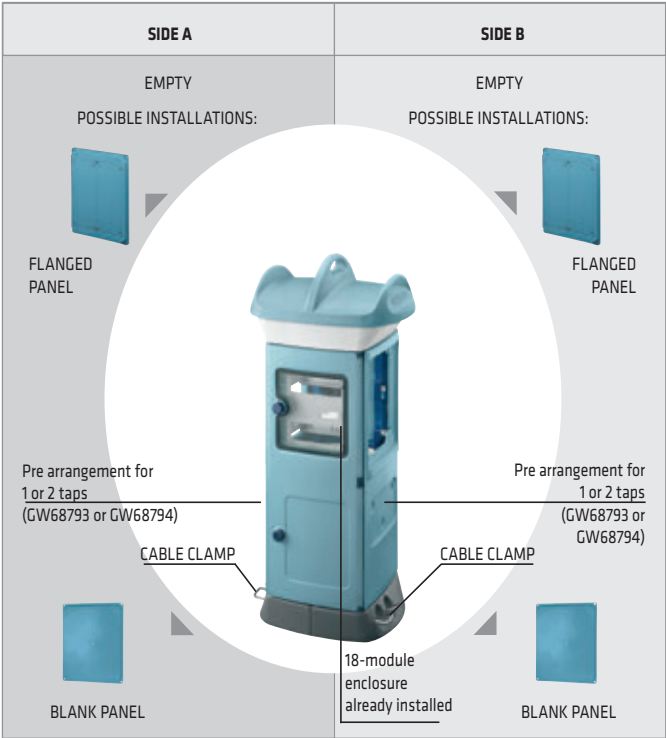 SIDE A
SIDE B
EMPTY
POSSIBLE INSTALLATIONS:
EMPTY
POSSIBLE INSTALLATIONS:
FLANGED
PANEL
FLANGED
PANEL
Pre arrangement for
1 or 2 taps
(GW68793 or GW68794)
Pre arrangement for
1 or 2 taps
(GW68793 or
GW68794)
CABLE CLAMP
CABLE CLAMP
18-module
enclosure
already installed
BLANK PANEL
BLANK PANEL